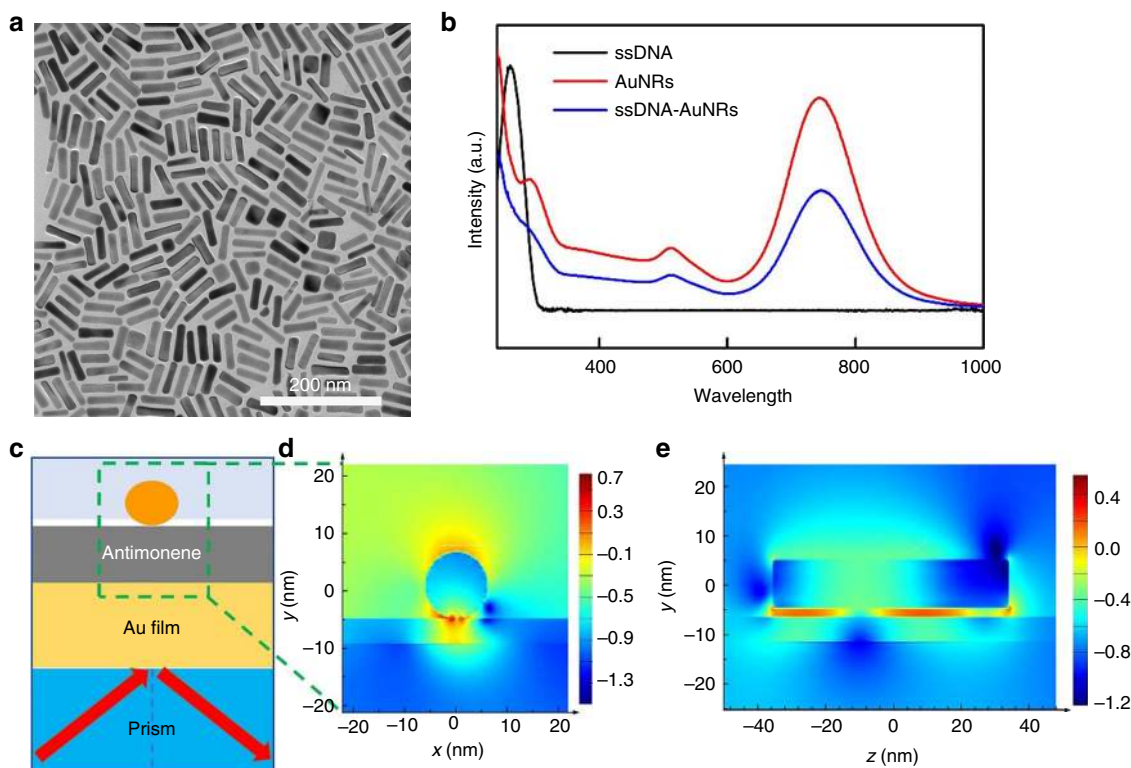 a
200 nm
b
ssDNA
AuNRs
ssDNA-AuNRs
Intensity (a.u.)
400
600
800
1000
Wavelength
c
Antimonene
Au film
Prism
d
20
10
0
–10
–20
y (nm)
–20
–10
0
10
20
x (nm)
0.7
0.3
–0.1
–0.5
–0.9
–1.3
e
20
10
0
–10
–20
y (nm)
–40
–20
0
20
40
z (nm)
0.4
0.0
–0.4
–0.8
–1.2